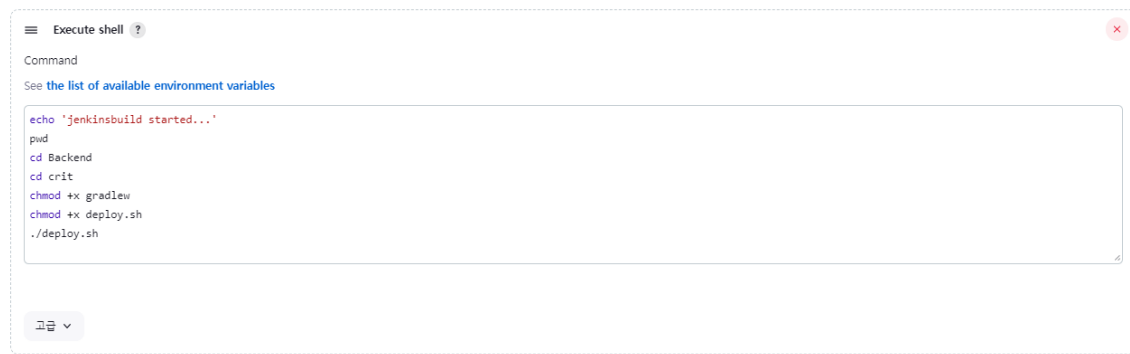 Execute shell ?
Command
See the list of available environment variables
echo 'jenkinsbuild started...'
pwd
cd Backend
cd crit
chmod +x gradlew
chmod +x deploy.sh
./deploy.sh
고급